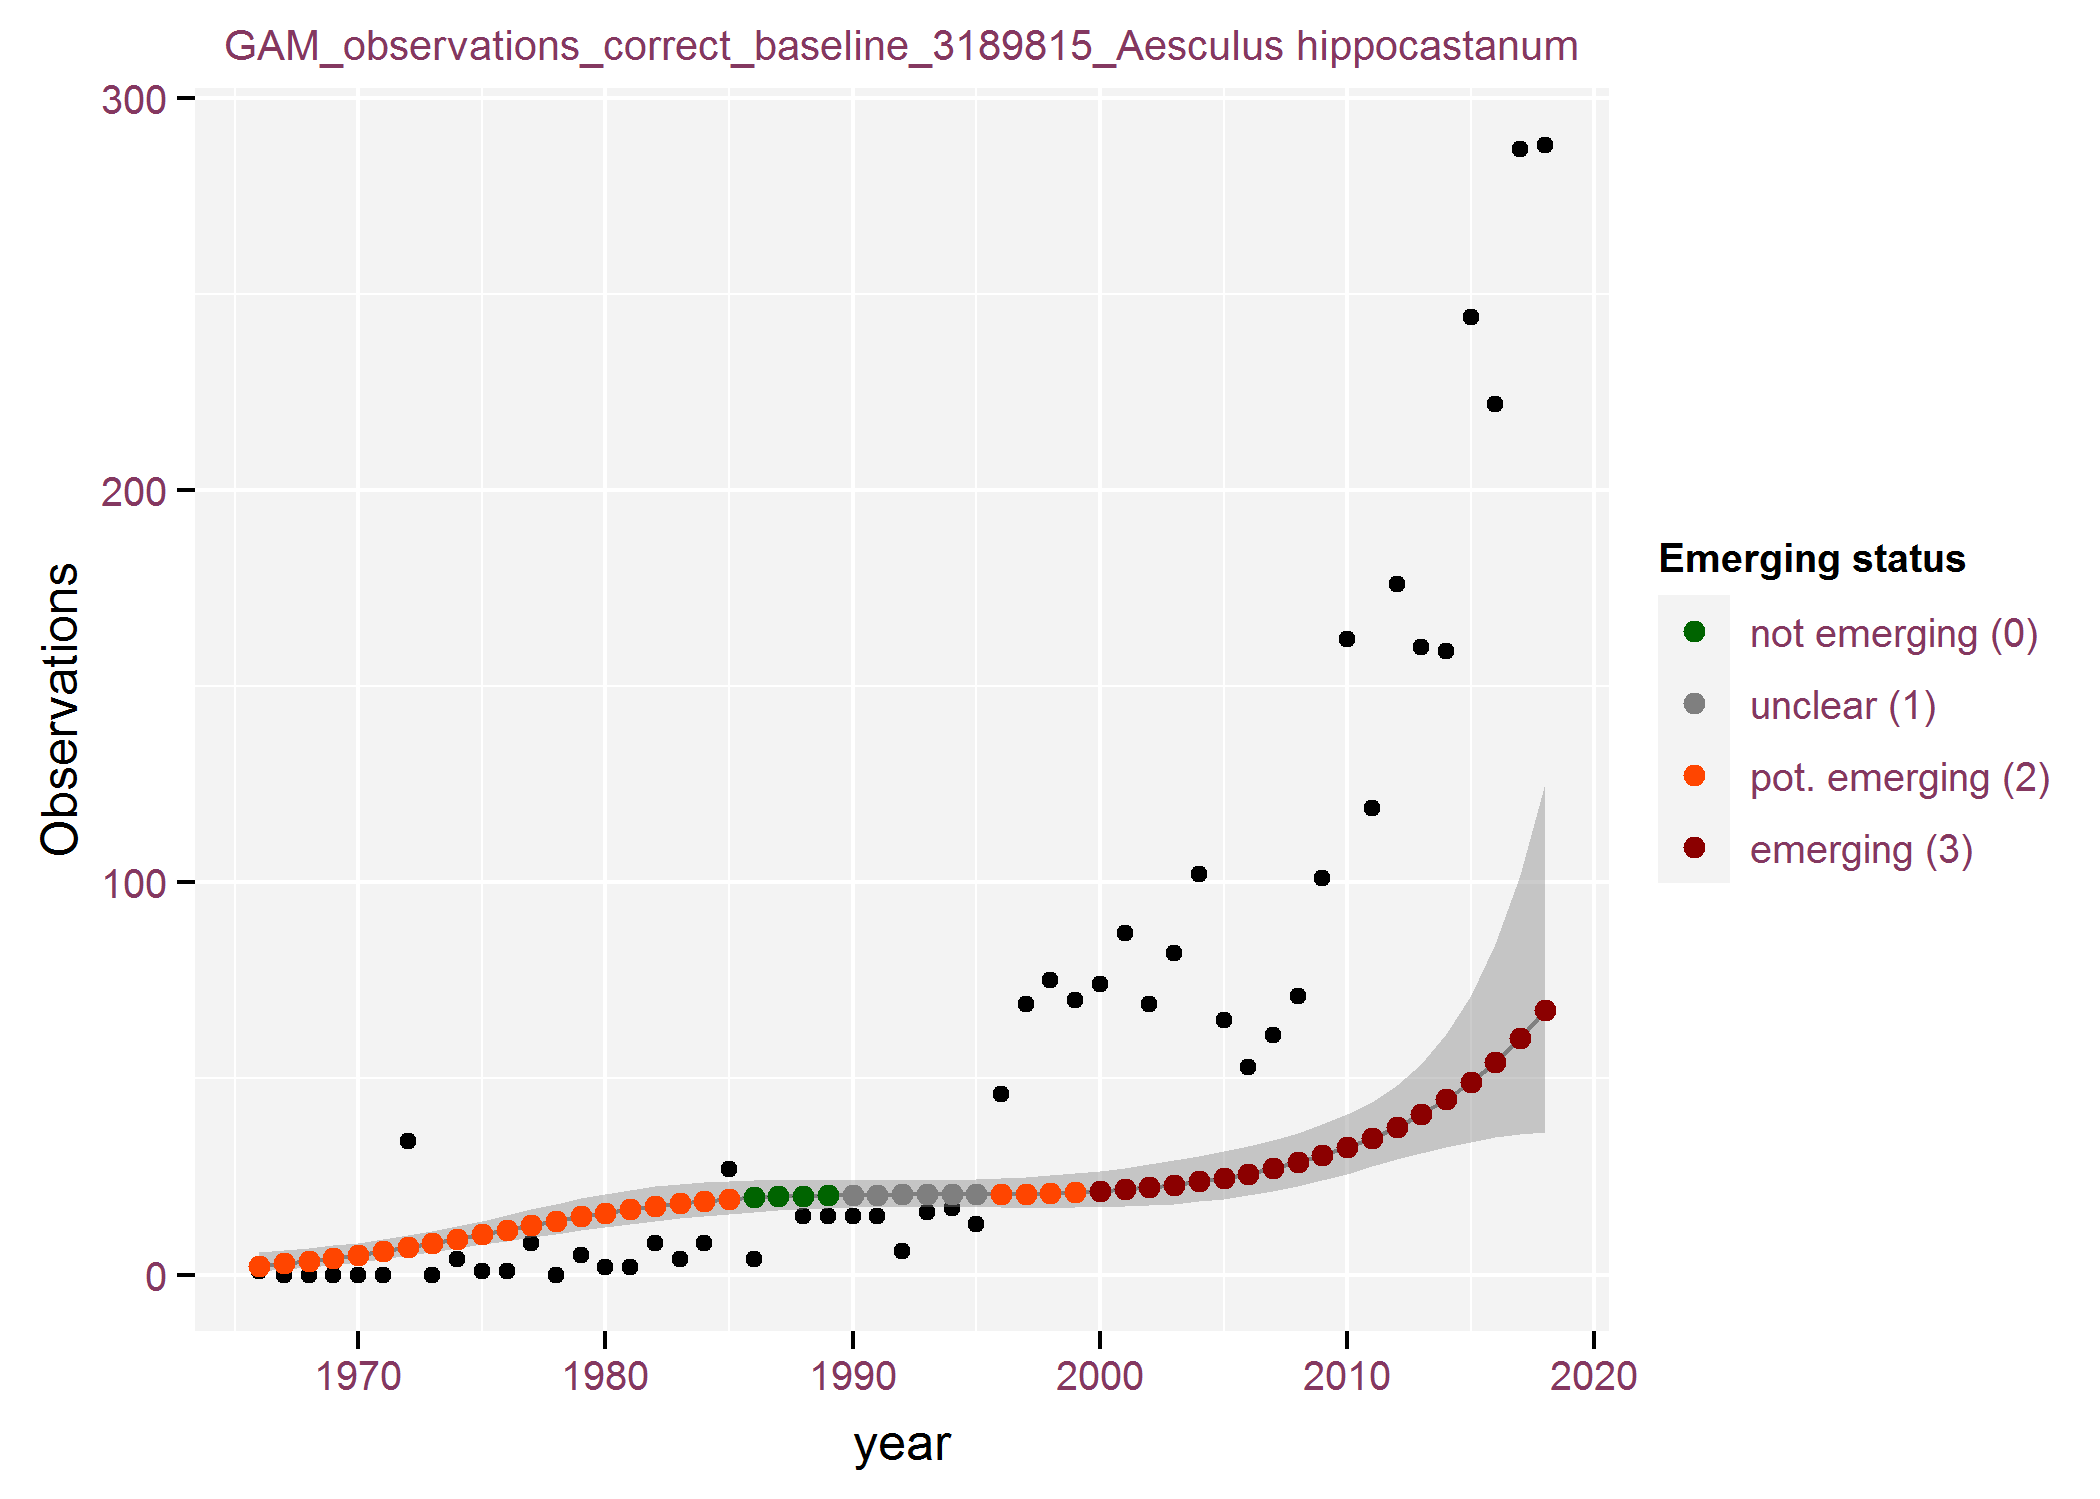 GAM_observations_correct_baseline_3189815_Aesculus hippocastanum
300
200
100
0
Observations
1970
1980
1990
2000
2010
2020
year
Emerging status
not emerging (0)
unclear (1)
pot. emerging (2)
emerging (3)